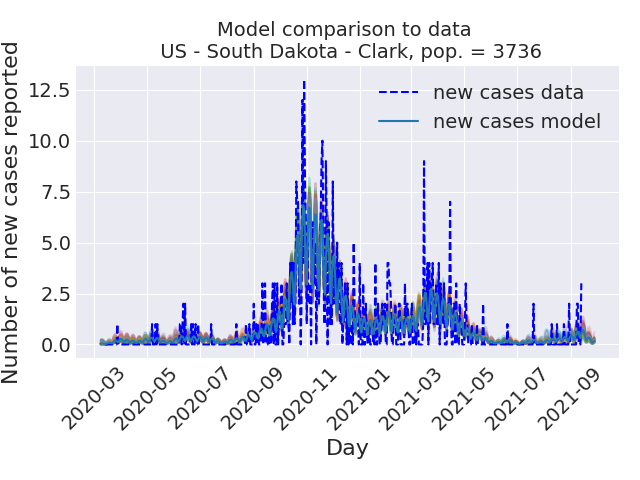 Model comparison to data
US - South Dakota - Clark, pop. = 3736
Number of new cases reported
12.5
10.0
7.5
5.0
2.5
0.0
new cases data
new cases model
2020-03
2020-05
2020-07
2020-09
2020-11
2021-01
2021-03
2021-05
2021-07
2021-09
Day